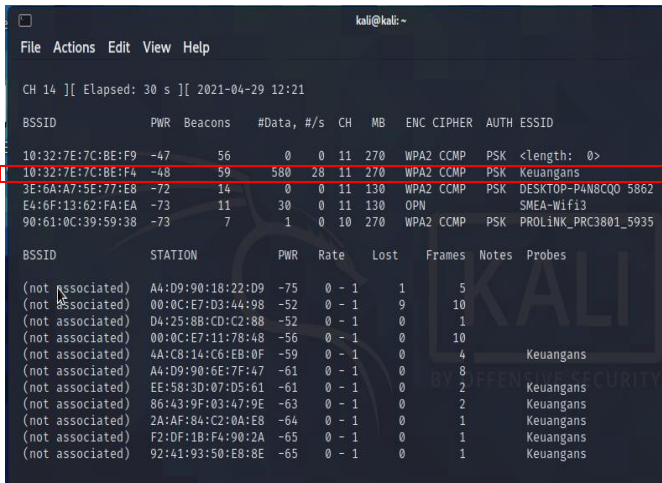 kali@kali: ~
File Actions Edit View Help
CH 14 ][ Elapsed: 30 s ][ 2021-04-29 12:21
BSSID PWR Beacons #Data, #/s CH MB ENC CIPHER AUTH ESSID
10:32:7E:7C:BE:F9 -47 56 0 0 11 270 WPA2 CCMP PSK <length: 0>
10:32:7E:7C:BE:F4 -48 59 580 28 11 270 WPA2 CCMP PSK Keuangans
3E:6A:A7:5E:77:E8 -72 14 0 0 11 130 WPA2 CCMP PSK DESKTOP-P4N8CQO 5862
E4:6F:13:62:FA:EA -73 11 30 0 11 130 OPN SMEA-Wifi3
90:61:0C:39:59:38 -73 7 1 0 10 270 WPA2 CCMP PSK PROLiNK_PRC3801_5935
BSSID STATION PWR Rate Lost Frames Notes Probes
(not associated) A4:D9:90:18:22:D9 -75 0 - 1 1 5
(not associated) 00:0C:E7:D3:44:98 -52 0 - 1 9 10
(not associated) D4:25:8B:CD:C2:88 -52 0 - 1 0 1
(not associated) 00:0C:E7:11:78:48 -56 0 - 1 0 10
(not associated) 4A:C8:14:C6:EB:0F -59 0 - 1 0 4 Keuangans
(not associated) A4:D9:90:6E:7F:47 -61 0 - 1 0 8
(not associated) EE:58:3D:07:D5:61 -61 0 - 1 0 2 Keuangans
(not associated) 86:43:9F:03:47:9E -63 0 - 1 0 2 Keuangans
(not associated) 2A:AF:84:C2:0A:E8 -64 0 - 1 0 1 Keuangans
(not associated) F2:DF:1B:F4:90:2A -65 0 - 1 0 1 Keuangans
(not associated) 92:41:93:50:E8:8E -65 0 - 1 0 1 Keuangans
KALI
BY OFFENSIVE SECURITY